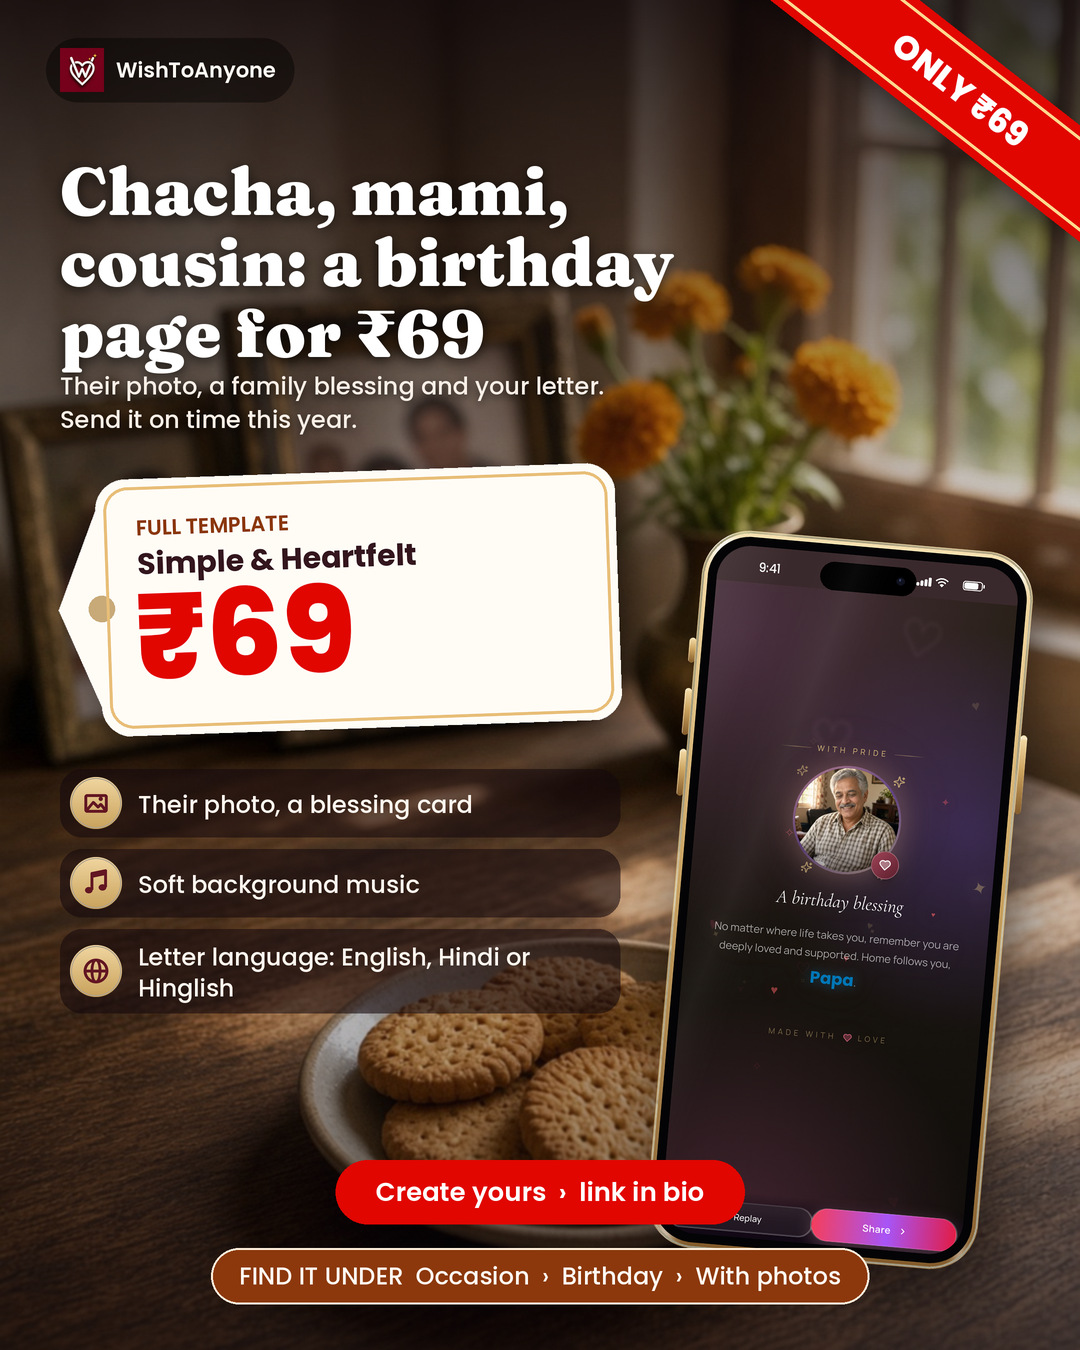 WishToAnyone
ONLY ₹69
Chacha, mami,
cousin: a birthday
page for ₹69
Their photo, a family blessing and your letter.
Send it on time this year.
FULL TEMPLATE
Simple & Heartfelt
₹69
Their photo, a blessing card
Soft background music
Letter language: English, Hindi or
Hinglish
9:41
WITH PRIDE
A birthday blessing
No matter where life takes you, remember you are
deeply loved and supported. Home follows you,
Papa.
MADE WITH LOVE
Replay
Share ›
Create yours › link in bio
FIND IT UNDER Occasion › Birthday › With photos